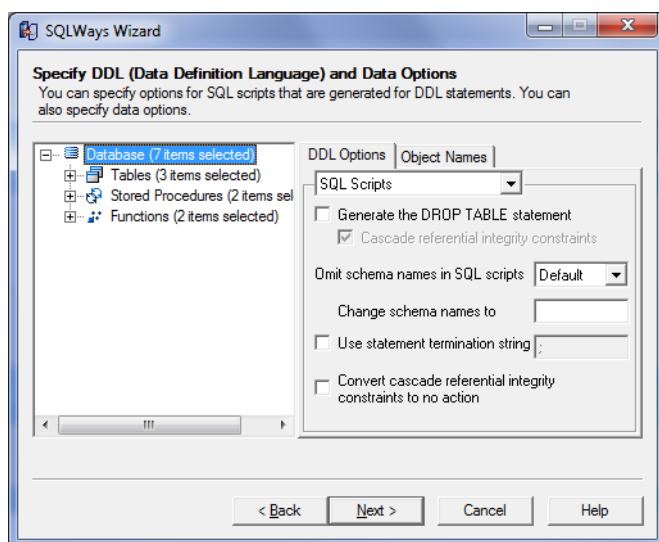 SQLWays Wizard
Specify DDL (Data Definition Language) and Data Options
You can specify options for SQL scripts that are generated for DDL statements. You can
also specify data options.
Database (7 items selected)
Tables (3 items selected)
Stored Procedures (2 items sel
Functions (2 items selected)
DDL Options
Object Names
SQL Scripts
Generate the DROP TABLE statement
Cascade referential integrity constraints
Omit schema names in SQL scripts
Default
Change schema names to
Use statement termination string
;
Convert cascade referential integrity
constraints to no action
< Back
Next >
Cancel
Help